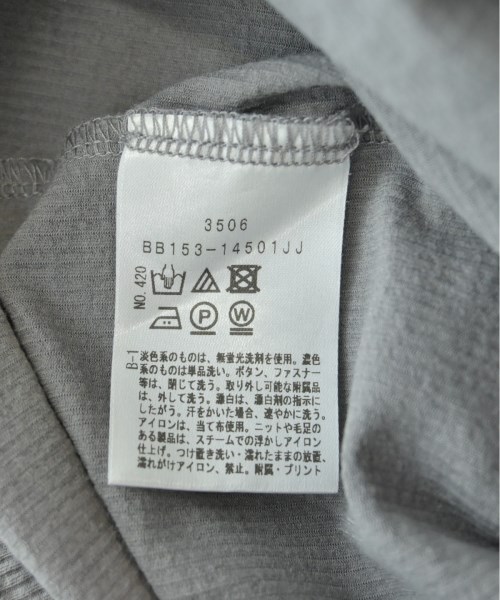 3506
BB153-14501JJ
NO.420
P
W
B-1
淡色系のものは、無蛍光洗剤を使用。濃色
系のものは単品洗い。ボタン、ファスナー
等は、閉じて洗う。取り外し可能な附属品
は、外して洗う。漂白は、漂白剤の指示に
したがう。汗をかいた場合、速やかに洗う。
アイロンは、当て布使用。ニットや毛足の
ある製品は、スチームでの浮かしアイロン
仕上げ。つけ置き洗い・濡れたままの放置、
濡れがけアイロン、禁止。附属・プリント